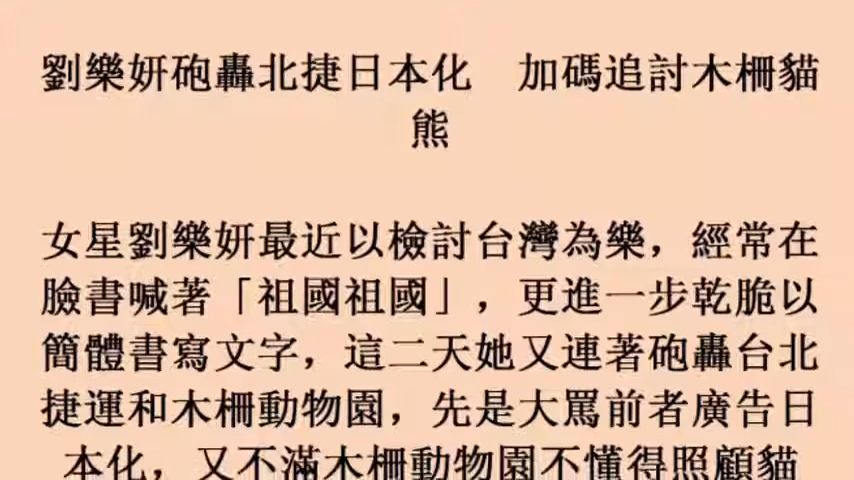 劉樂妍砲轟北捷日本化　加碼追討木柵貓
熊
女星劉樂妍最近以檢討台灣為樂，經常在
臉書喊著「祖國祖國」，更進一步乾脆以
簡體書寫文字，這二天她又連著砲轟台北
捷運和木柵動物園，先是大罵前者廣告日
本化，又不滿木柵動物園不懂得照顧貓